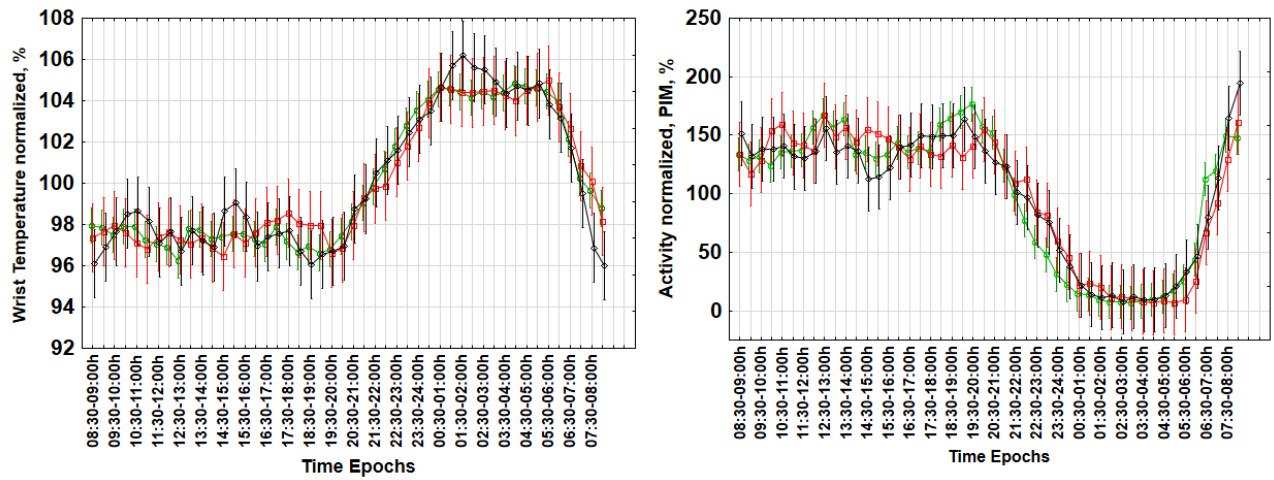 Wrist Temperature normalized, %
108
106
104
102
100
98
96
94
92
08:30-09:00h
09:30-10:00h
10:30-11:00h
11:30-12:00h
12:30-13:00h
13:30-14:00h
14:30-15:00h
15:30-16:00h
16:30-17:00h
17:30-18:00h
18:30-19:00h
19:30-20:00h
20:30-21:00h
21:30-22:00h
22:30-23:00h
23:30-24:00h
00:30-01:00h
01:30-02:00h
02:30-03:00h
03:30-04:00h
04:30-05:00h
05:30-06:00h
06:30-07:00h
07:30-08:00h
Time Epochs
Activity normalized, PIM, %
250
200
150
100
50
0
08:30-09:00h
09:30-10:00h
10:30-11:00h
11:30-12:00h
12:30-13:00h
13:30-14:00h
14:30-15:00h
15:30-16:00h
16:30-17:00h
17:30-18:00h
18:30-19:00h
19:30-20:00h
20:30-21:00h
21:30-22:00h
22:30-23:00h
23:30-24:00h
00:30-01:00h
01:30-02:00h
02:30-03:00h
03:30-04:00h
04:30-05:00h
05:30-06:00h
06:30-07:00h
07:30-08:00h
Time Epochs